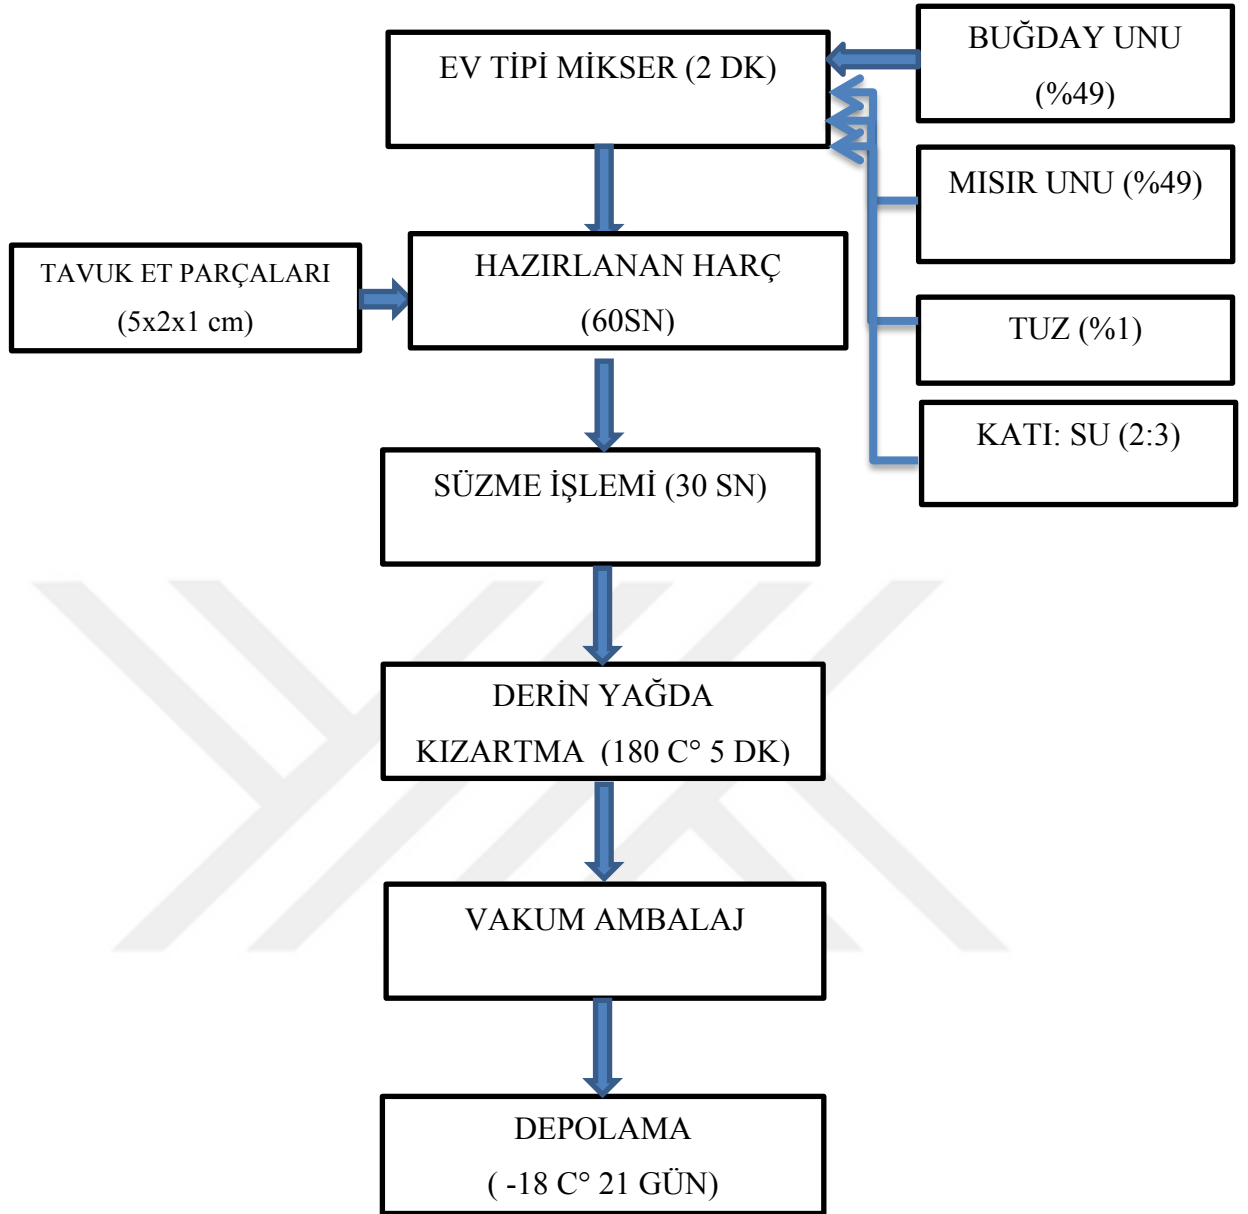 EV TİPİ MİKSER (2 DK)
BUĞDAY UNU
(%49)
MISIR UNU (%49)
TUZ (%1)
KATI: SU (2:3)
TAVUK ET PARÇALARI
(5x2x1 cm)
HAZIRLANAN HARÇ
(60SN)
SÜZME İŞLEMİ (30 SN)
DERİN YAĞDA
KIZARTMA (180 C° 5 DK)
VAKUM AMBALAJ
DEPOLAMA
( -18 C° 21 GÜN)